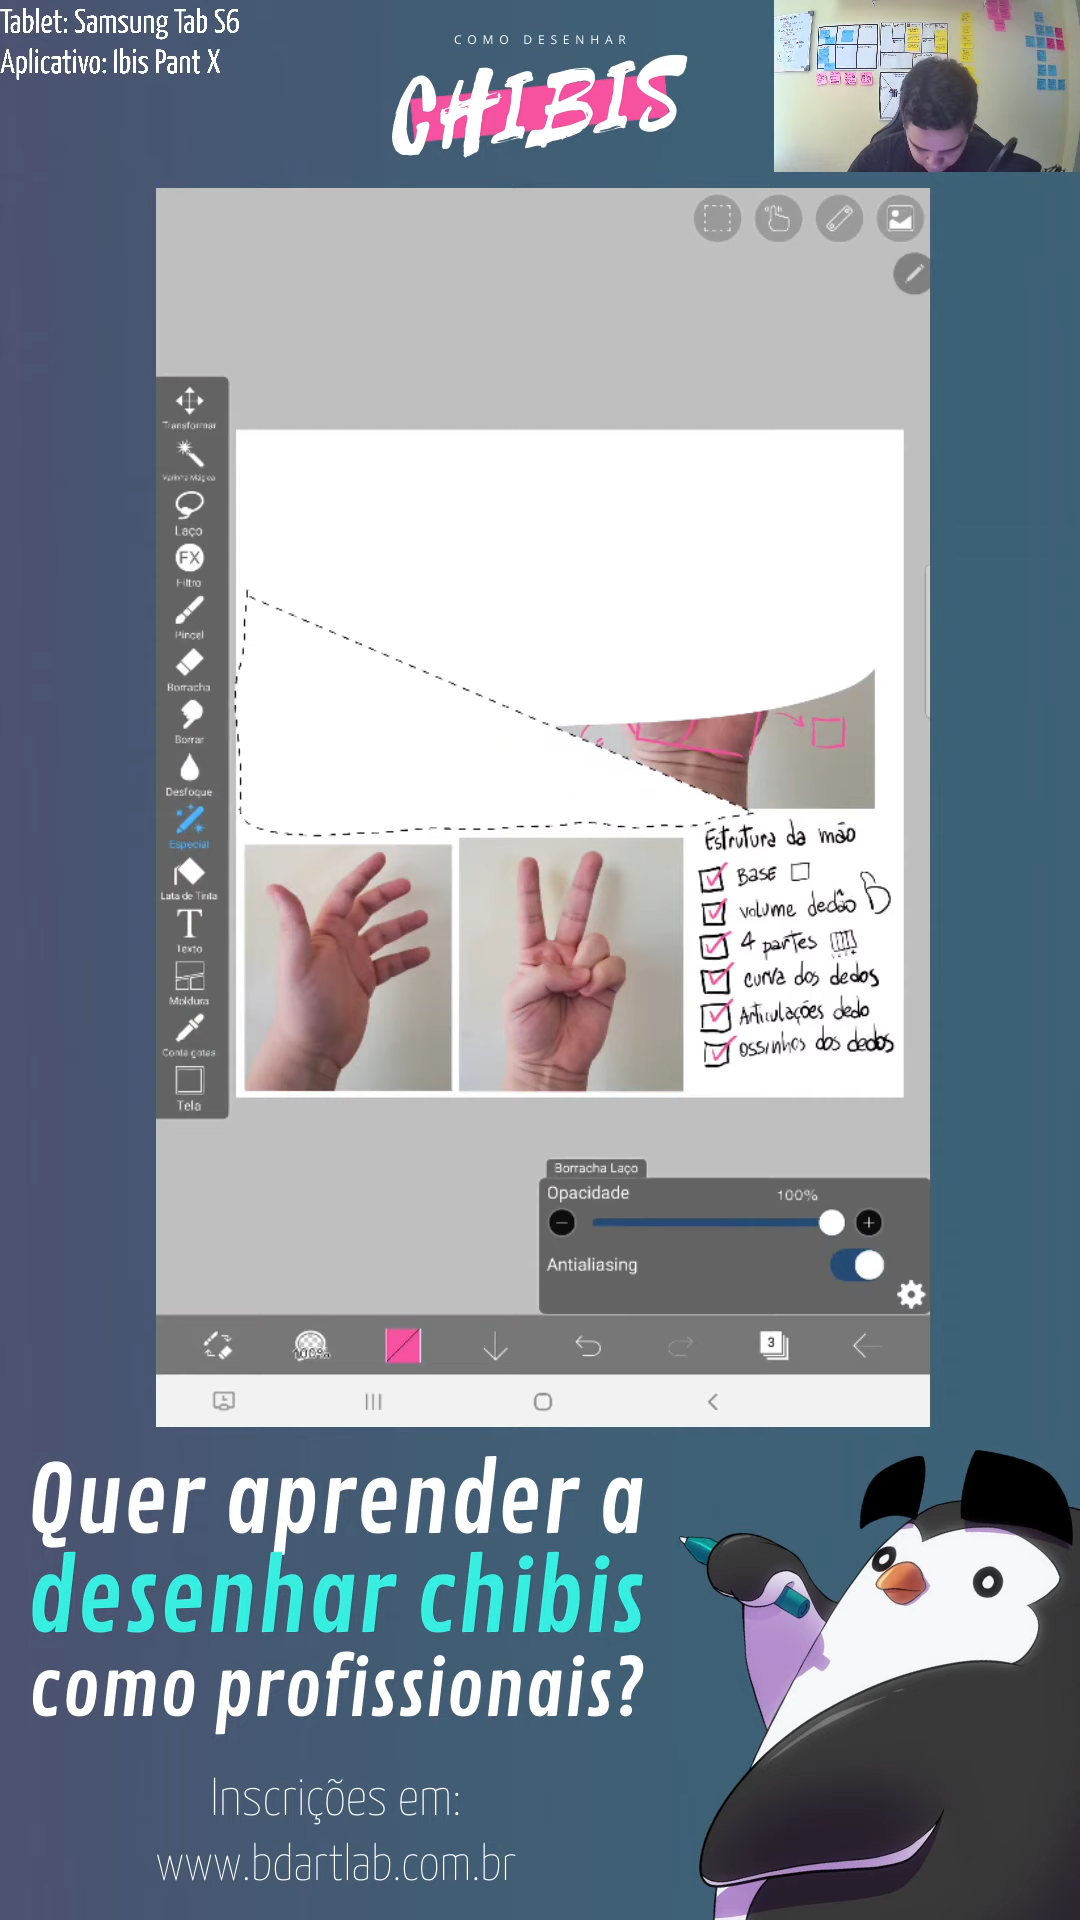 Tablet: Samsung Tab S6
Aplicativo: Ibis Pant X
COMO DESENHAR
CHIBIS
Transformar
Varinha Mágica
Laço
FX
Filtro
Pincel
Borracha
Borrar
Desfoque
Especial
Lata de Tinta
T
Texto
Moldura
Conta gotas
Tela
Estrutura da mão
BASE
volume dedão
4 partes
curva dos dedos
Articulações dedo
ossinhos dos dedos
Borracha Laço
Opacidade 100%
Antialiasing
100%
3
Quer aprender a
desenhar chibis
como profissionais?
Inscrições em:
www.bdartlab.com.br